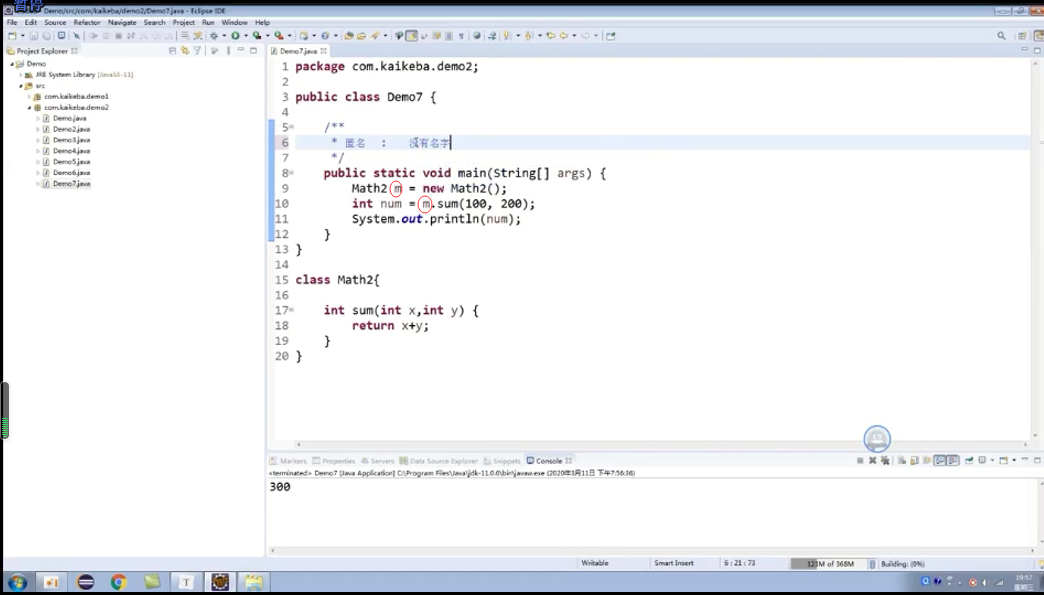 暂停
Demo/src/com/kaikeba/demo2/Demo7.java - Eclipse IDE
File Edit Source Refactor Navigate Search Project Run Window Help
Project Explorer
Demo7.java
Demo
JRE System Library [JavaSE-11]
src
com.kaikeba.demo1
com.kaikeba.demo2
Demo.java
Demo2.java
Demo3.java
Demo4.java
Demo5.java
Demo6.java
Demo7.java
1 package com.kaikeba.demo2;
2
3 public class Demo7 {
4
5 /**
6 * 匿名 : 没有名字
7 */
8 public static void main(String[] args) {
9 Math2 m = new Math2();
10 int num = m.sum(100, 200);
11 System.out.println(num);
12 }
13 }
14
15 class Math2{
16
17 int sum(int x,int y) {
18 return x+y;
19 }
20 }
Markers Properties Servers Data Source Explorer Snippets Console
<terminated> Demo7 [Java Application] C:\Program Files\Java\jdk-11.0.6\bin\javaw.exe (2020年3月11日 下午7:56:36)
300
Writable Smart Insert 6 : 21 : 73 123M of 368M Building: (0%)
19:57
星期三